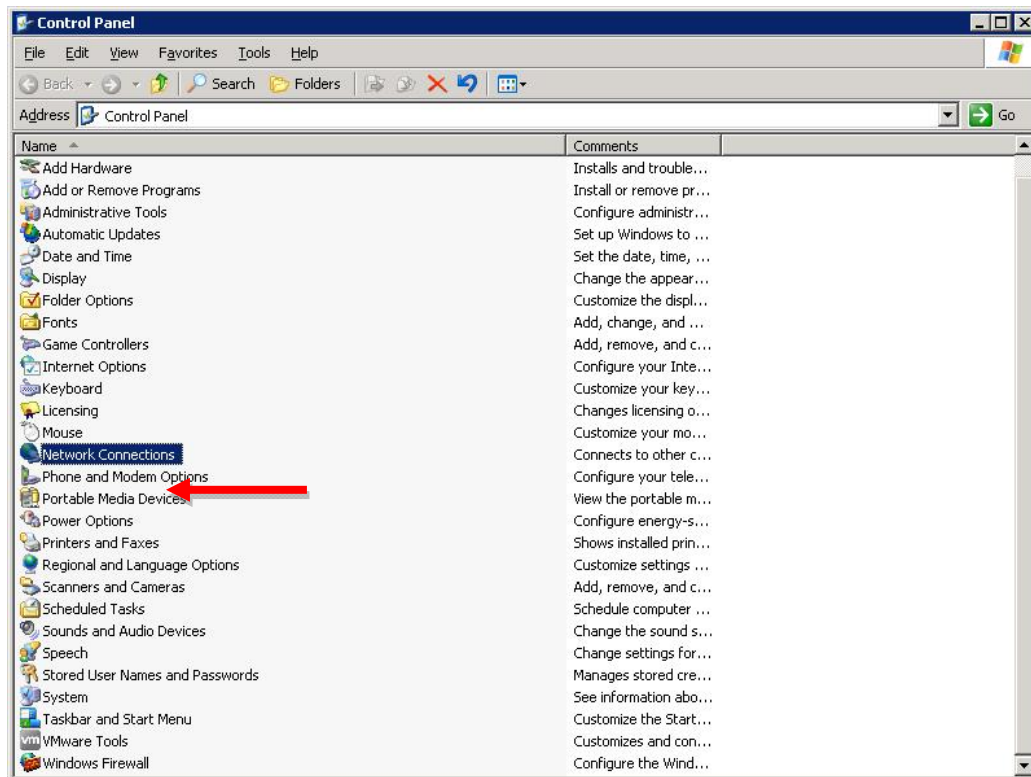 Control Panel
File Edit View Favorites Tools Help
Back Search Folders
Address Control Panel Go
Name Comments
Add Hardware Installs and trouble...
Add or Remove Programs Install or remove pr...
Administrative Tools Configure administr...
Automatic Updates Set up Windows to ...
Date and Time Set the date, time, ...
Display Change the appear...
Folder Options Customize the displ...
Fonts Add, change, and ...
Game Controllers Add, remove, and c...
Internet Options Configure your Inte...
Keyboard Customize your key...
Licensing Changes licensing o...
Mouse Customize your mo...
Network Connections Connects to other c...
Phone and Modem Options Configure your tele...
Portable Media Devices View the portable m...
Power Options Configure energy-s...
Printers and Faxes Shows installed prin...
Regional and Language Options Customize settings ...
Scanners and Cameras Add, remove, and c...
Scheduled Tasks Schedule computer ...
Sounds and Audio Devices Change the sound s...
Speech Change settings for...
Stored User Names and Passwords Manages stored cre...
System See information abo...
Taskbar and Start Menu Customize the Start...
vm VMware Tools Customizes and con...
Windows Firewall Configure the Wind...